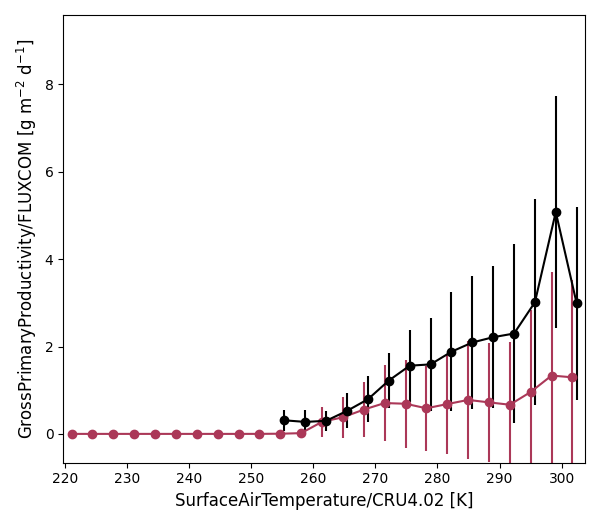 8
6
4
2
0
GrossPrimaryProductivity/FLUXCOM [g m⁻² d⁻¹]
220 230 240 250 260 270 280 290 300
SurfaceAirTemperature/CRU4.02 [K]